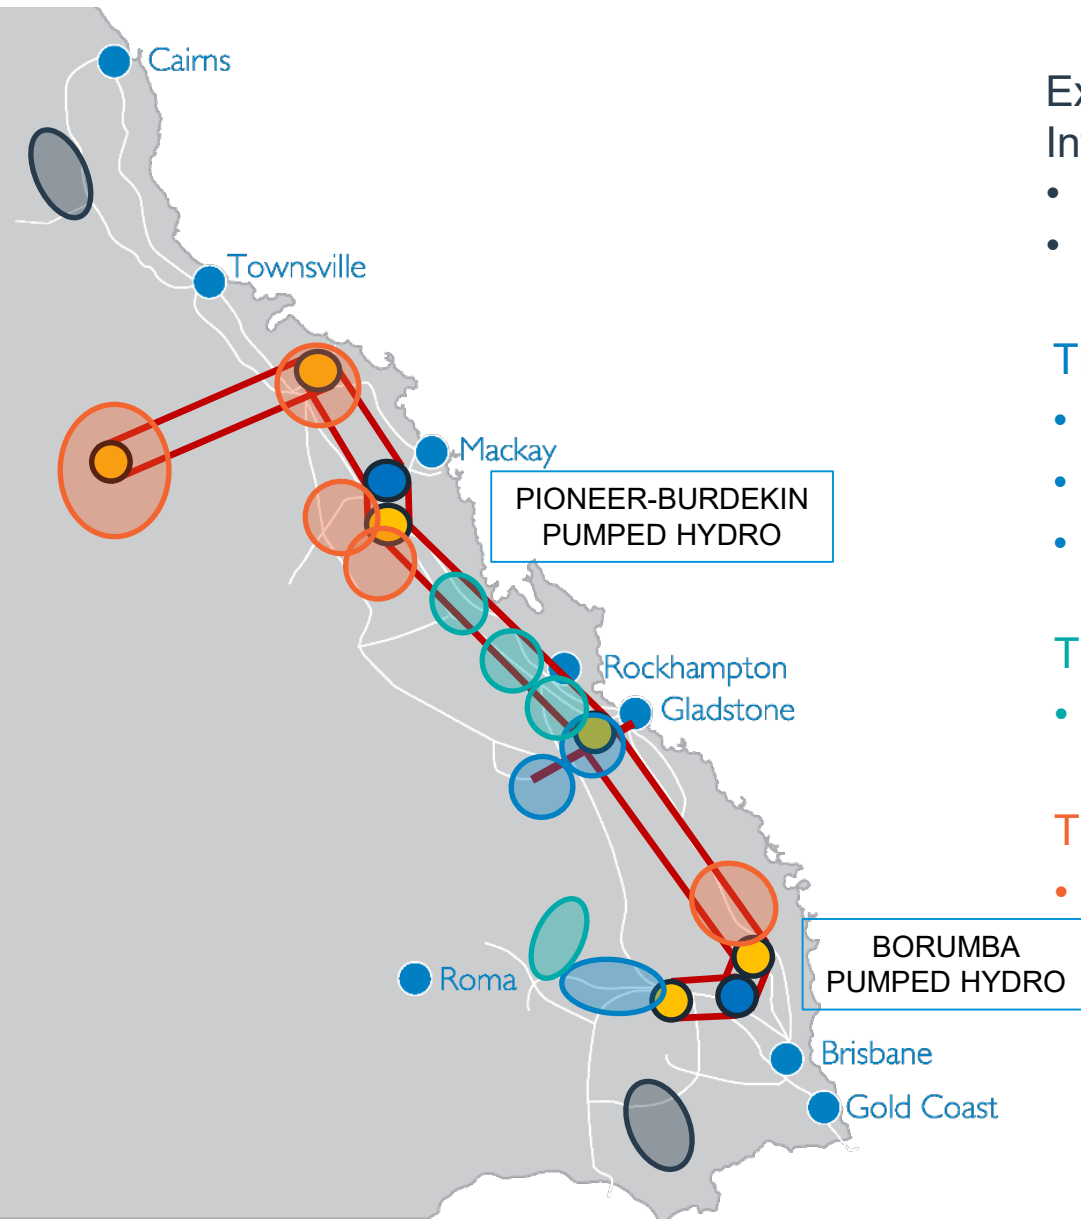 Cairns
Townsville
Mackay
PIONEER-BURDEKIN
PUMPED HYDRO
Rockhampton
Gladstone
BORUMBA
PUMPED HYDRO
Roma
Brisbane
Gold Coast